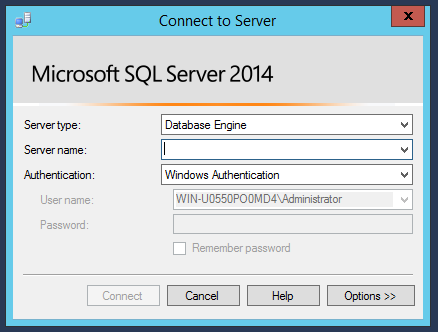 Connect to Server
x
Microsoft SQL Server 2014
Server type: Database Engine
Server name:
Authentication: Windows Authentication
User name: WIN-U0550PO0MD4\Administrator
Password:
Remember password
Connect Cancel Help Options >>